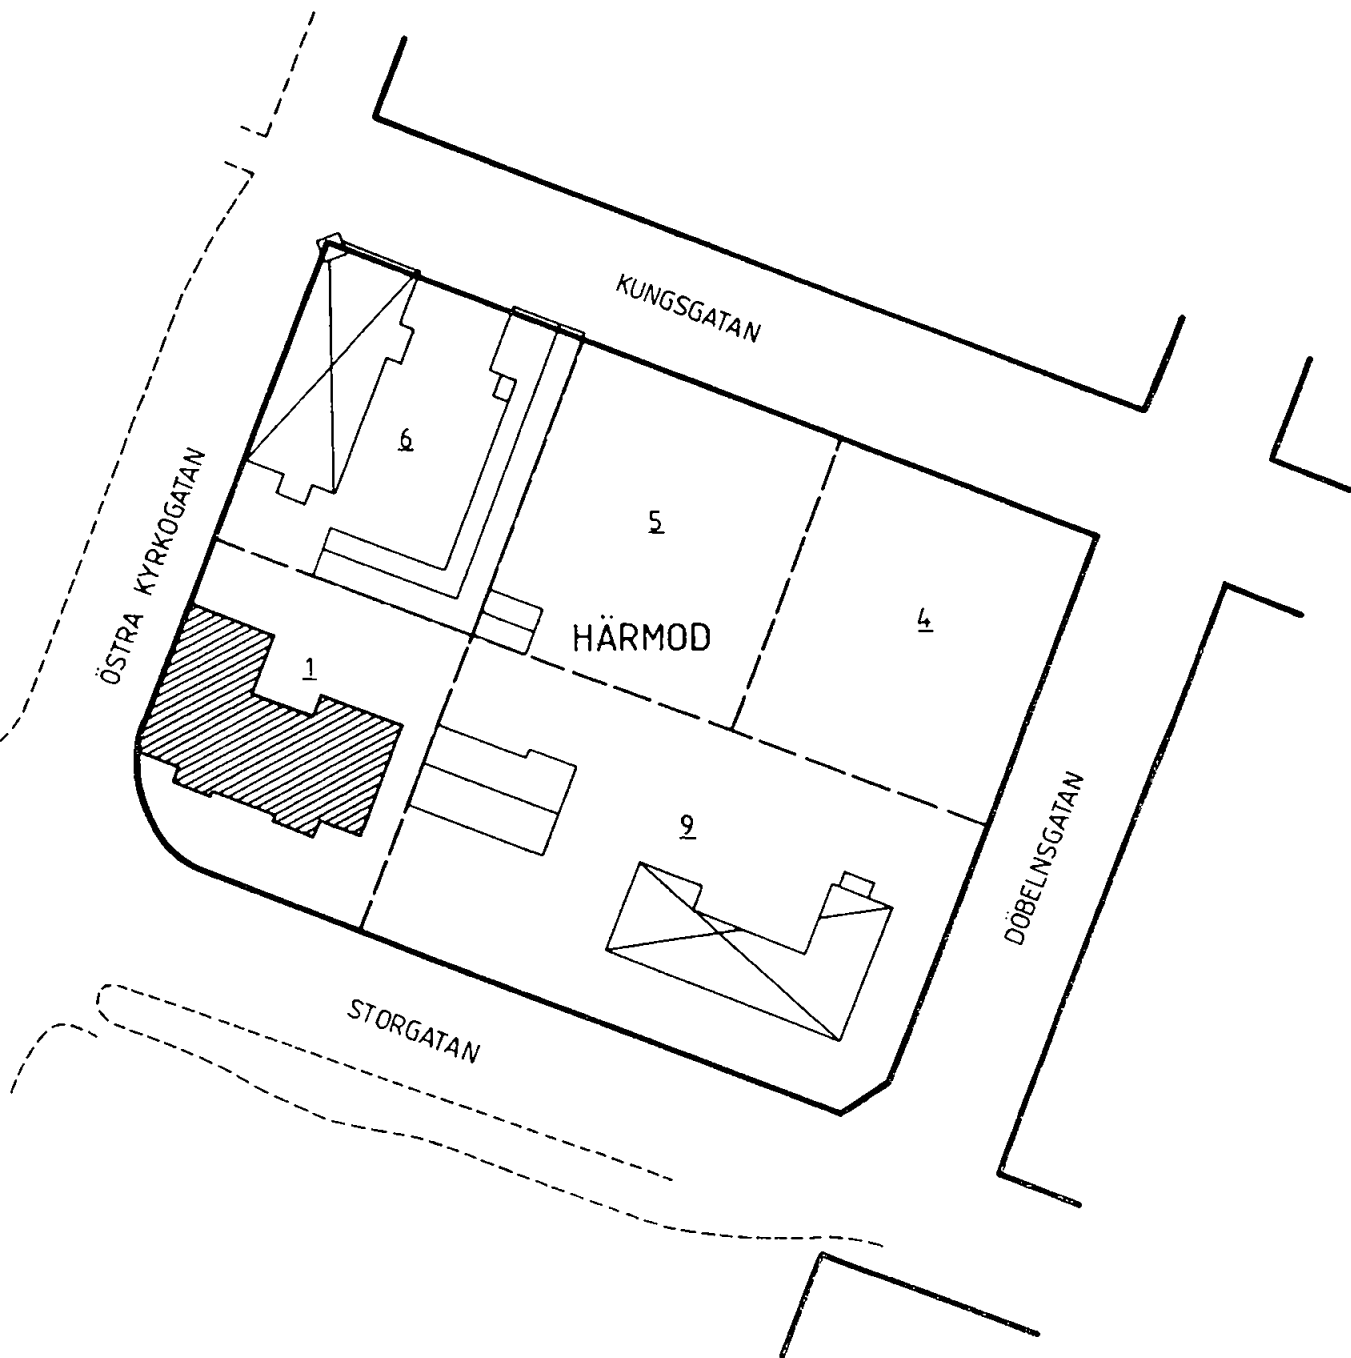 KUNGSGATAN
6
ÖSTRA KYRKOGATAN
5
4
HÄRMOD
1
9
DÖBELNSGATAN
STORGATAN